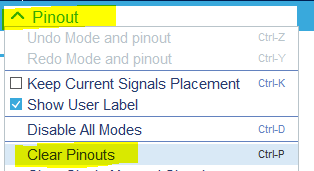 Pinout
Undo Mode and pinout Ctrl-Z
Redo Mode and pinout Ctrl-Y
Keep Current Signals Placement Ctrl-K
Show User Label
Disable All Modes Ctrl-D
Clear Pinouts Ctrl-P